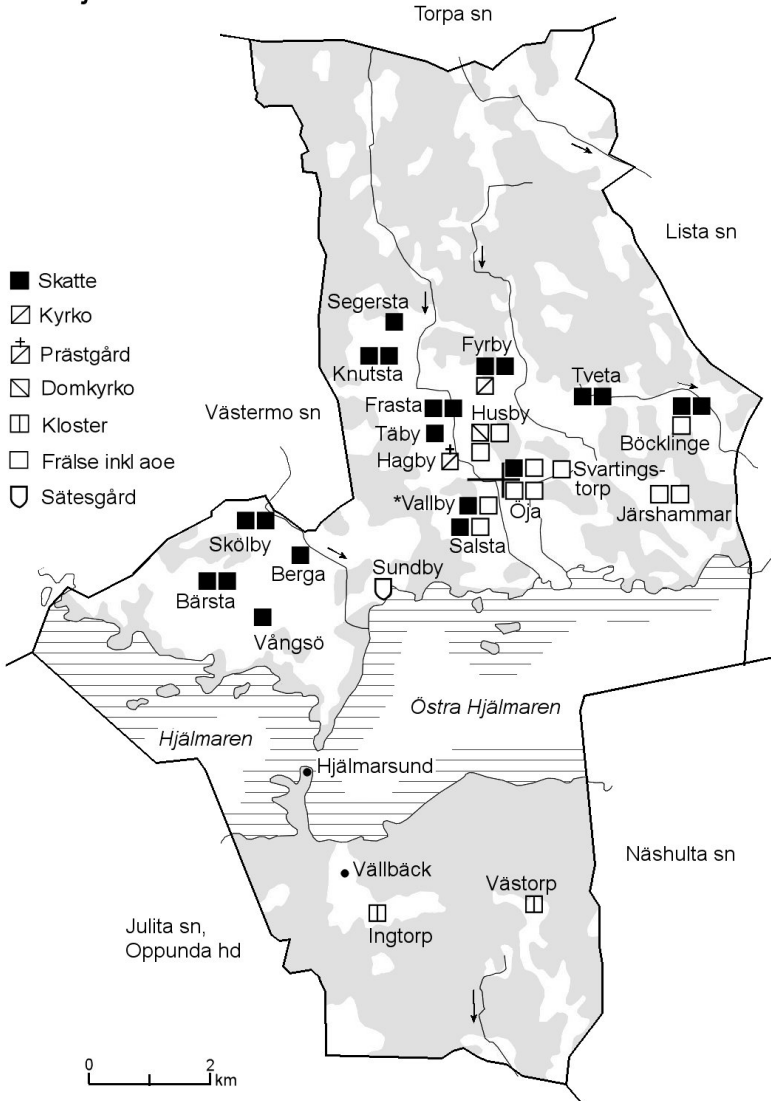 Torpa sn
Lista sn
Skatte
Kyrko
Prästgård
Domkyrko
Kloster
Frälse inkl aoe
Sätesgård
Segersta
Knutsta
Fyrby
Tveta
Västermo sn
Frasta
Husby
Täby
Böcklinge
Hagby
Svartings-
torp
*Vallby
Öja
Järshammar
Skölby
Salsta
Berga
Sundby
Bärsta
Vångsö
Östra Hjälmaren
Hjälmaren
Hjälmarsund
Vällbäck
Västorp
Näshulta sn
Julita sn,
Oppunda hd
Ingtorp
0 2
km